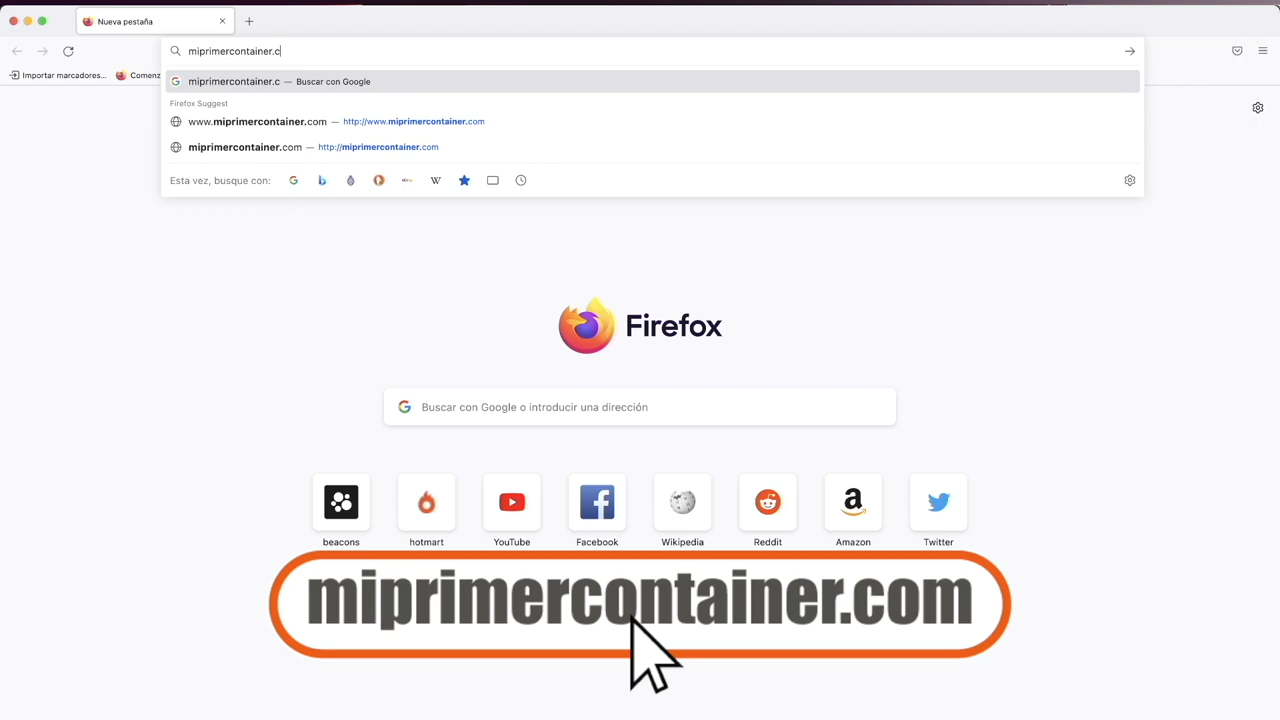 Nueva pestaña
miprimercontainer.c
Importar marcadores...
Comenz
miprimercontainer.c — Buscar con Google
Firefox Suggest
www.miprimercontainer.com — http://www.miprimercontainer.com
miprimercontainer.com — http://miprimercontainer.com
Esta vez, busque con:
Firefox
Buscar con Google o introducir una dirección
beacons hotmart YouTube Facebook Wikipedia Reddit Amazon Twitter
miprimercontainer.com